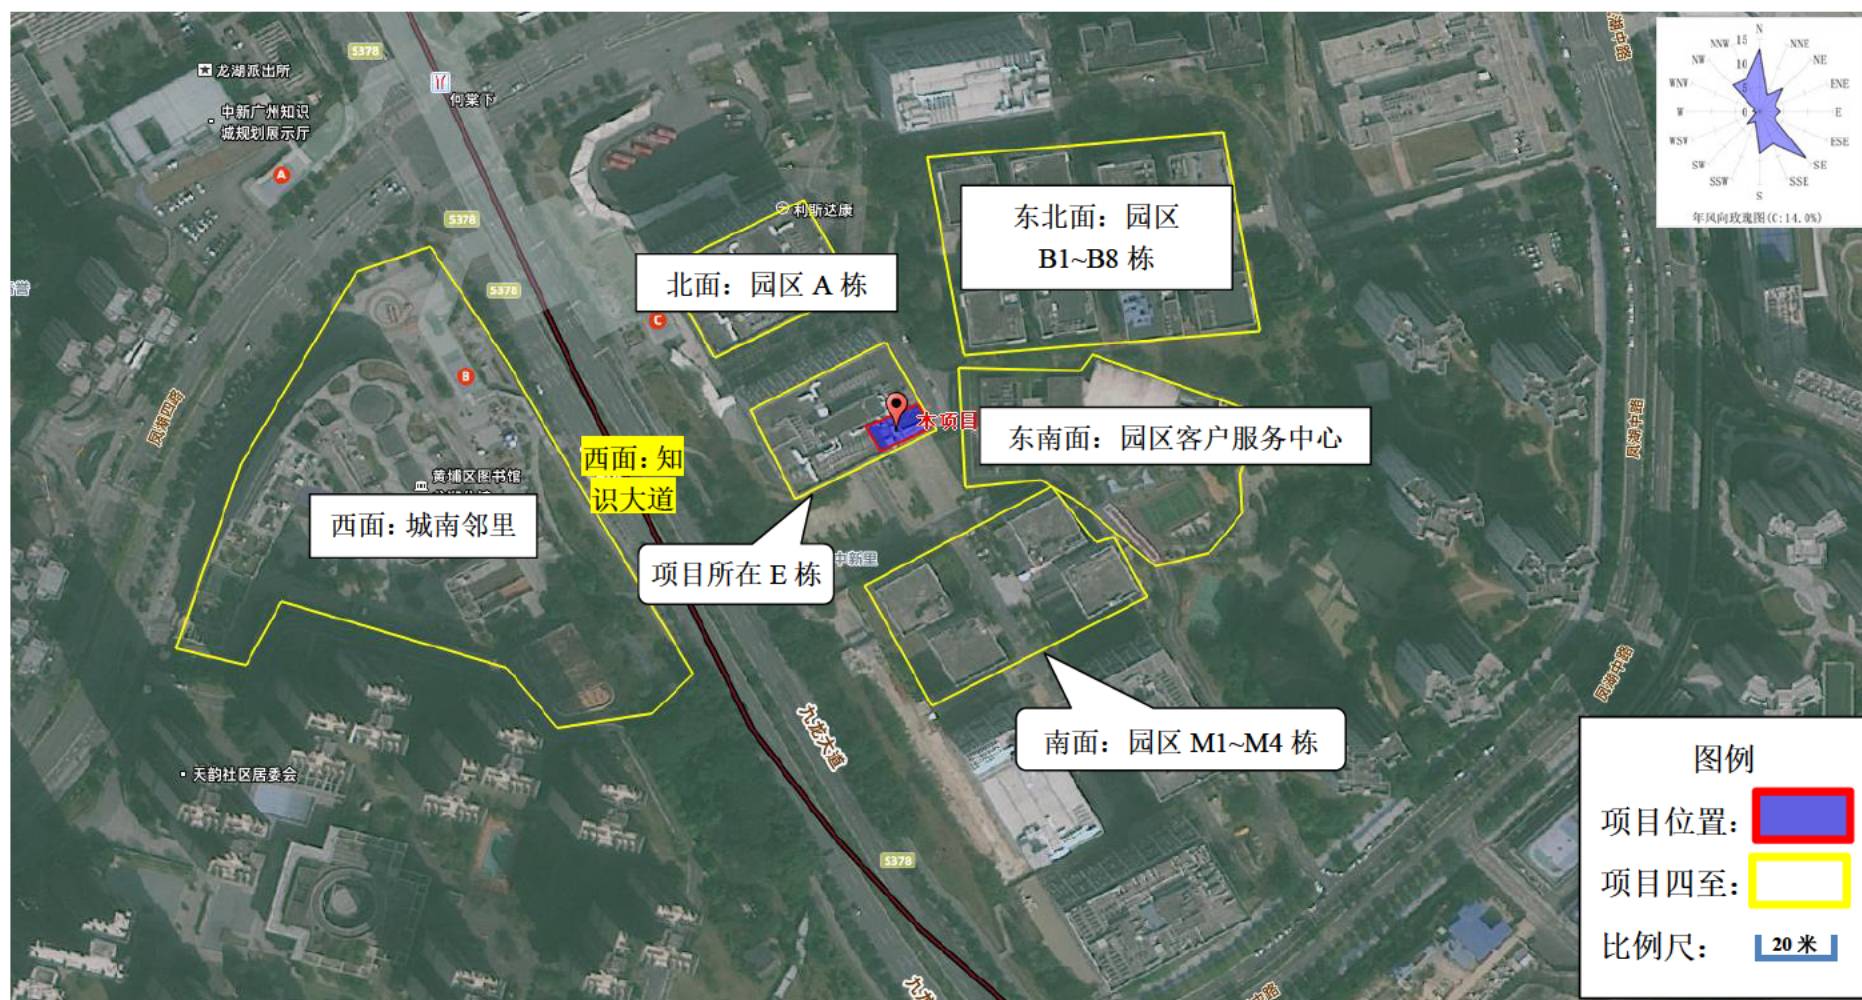 S378
龙湖派出所
中新广州知识
城规划展示厅
何棠下
A
S378
S378
利斯达康
C
B
北面：园区 A 栋
东北面：园区
B1~B8 栋
本项目
东南面：园区客户服务中心
西面：知
识大道
黄埔区图书馆
西面：城南邻里
项目所在 E 栋
中新里
南面：园区 M1~M4 栋
凤湖四路
九龙大道
天韵社区居委会
S378
九龙
凤湖中路
凤湖中路
中路
N
NNE
NE
ENE
E
ESE
SE
SSE
S
SSW
SW
WSW
W
WNW
NW
NNW
15
10
5
0
年风向玫瑰图(C:14.0%)
图例
项目位置：
项目四至：
比例尺：
20 米